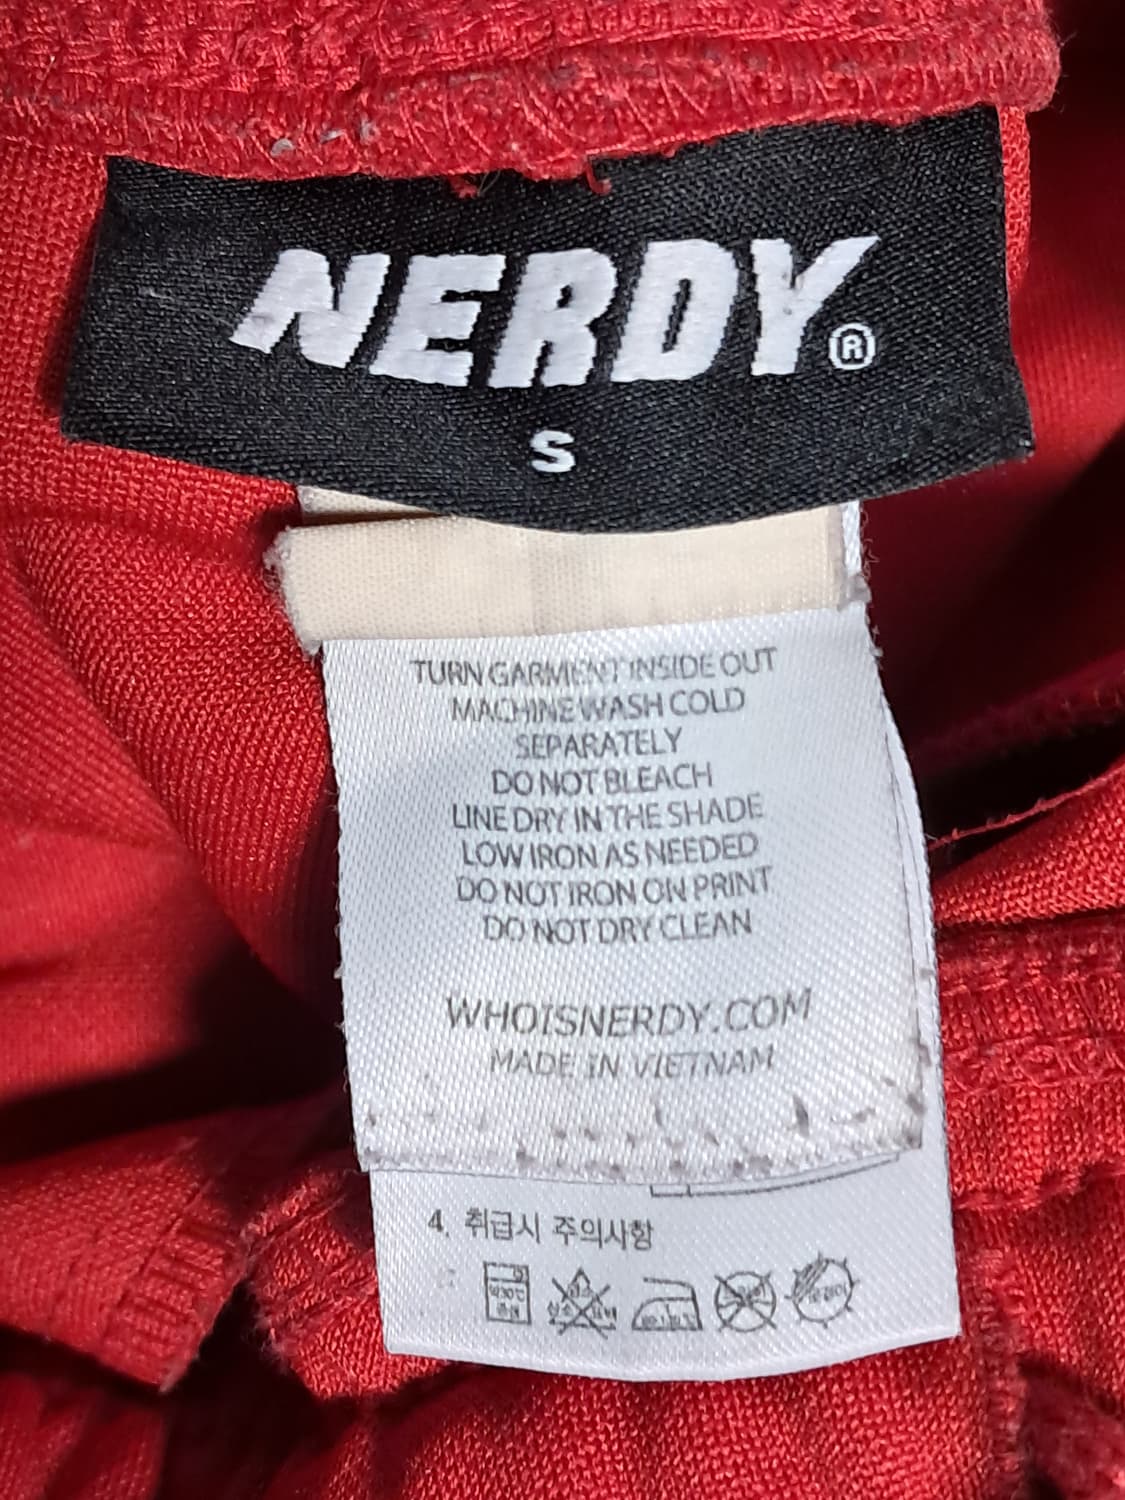 NERDY®
S
TURN GARMENT INSIDE OUT
MACHINE WASH COLD
SEPARATELY
DO NOT BLEACH
LINE DRY IN THE SHADE
LOW IRON AS NEEDED
DO NOT IRON ON PRINT
DO NOT DRY CLEAN
WHOISNERDY.COM
MADE IN VIETNAM
4. 취급시 주의사항